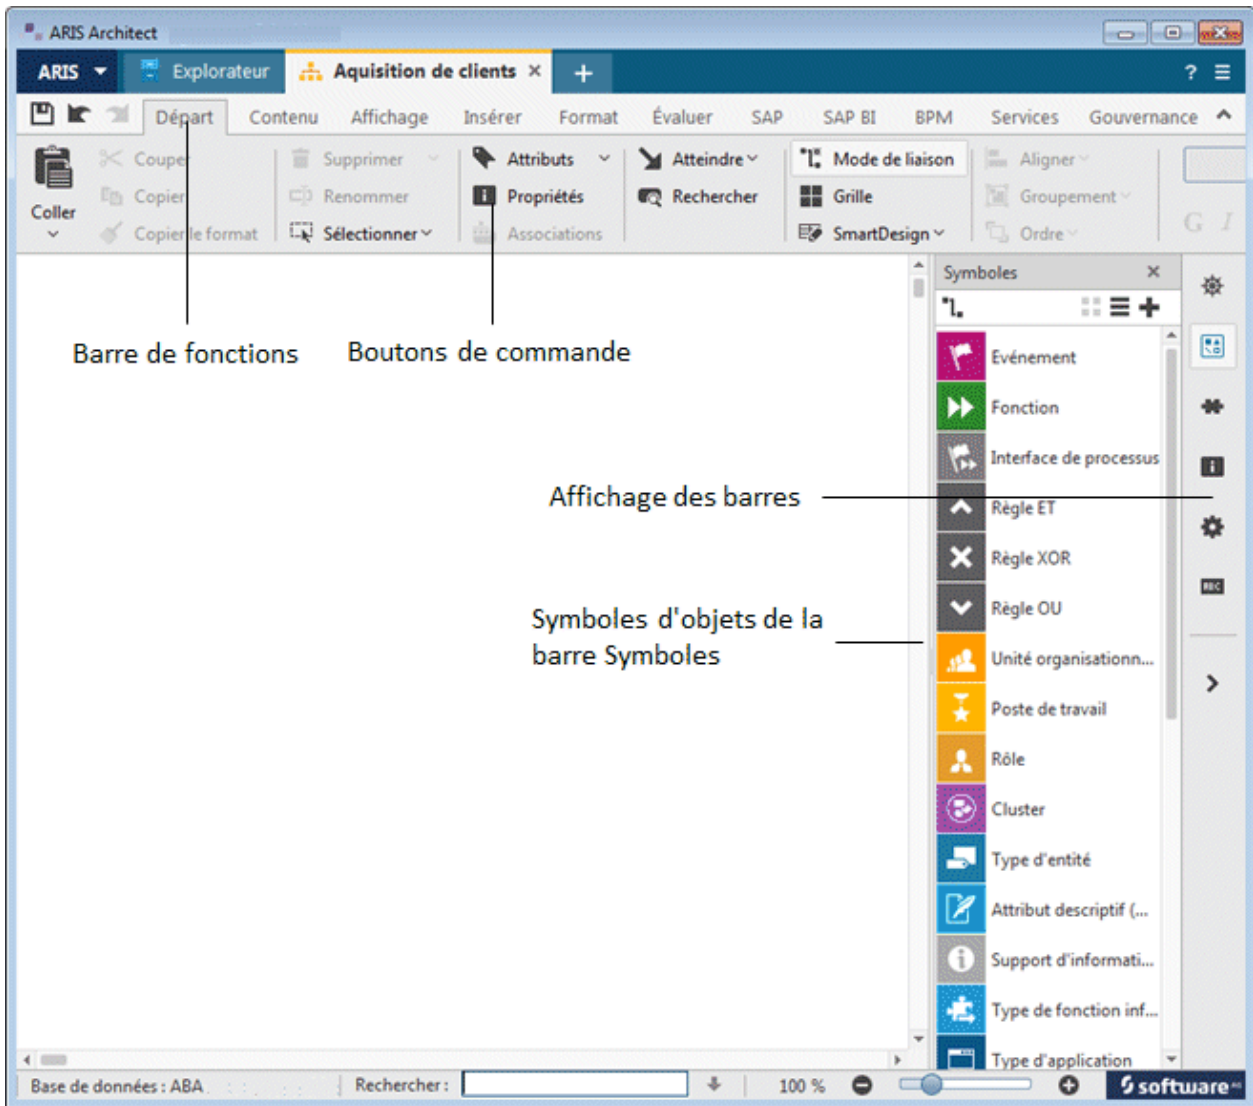 ARIS Architect
ARIS Explorateur Aquisition de clients × + ?
Départ Contenu Affichage Insérer Format Évaluer SAP SAP BI BPM Services Gouvernance
Couper Supprimer Attributs Atteindre Mode de liaison Aligner
Copier Renommer Propriétés Rechercher Grille Groupement
Coller
Copier le format Sélectionner Associations SmartDesign Ordre G I
Symboles ×
Barre de fonctions Boutons de commande
Evénement
Fonction
Interface de processus
Affichage des barres
Règle ET
Règle XOR
Règle OU
Symboles d'objets de la
barre Symboles
Unité organisationn...
Poste de travail
Rôle
Cluster
Type d'entité
Attribut descriptif (...
Support d'informati...
Type de fonction inf...
Type d'application
Base de données : ABA Rechercher : 100 % software AG